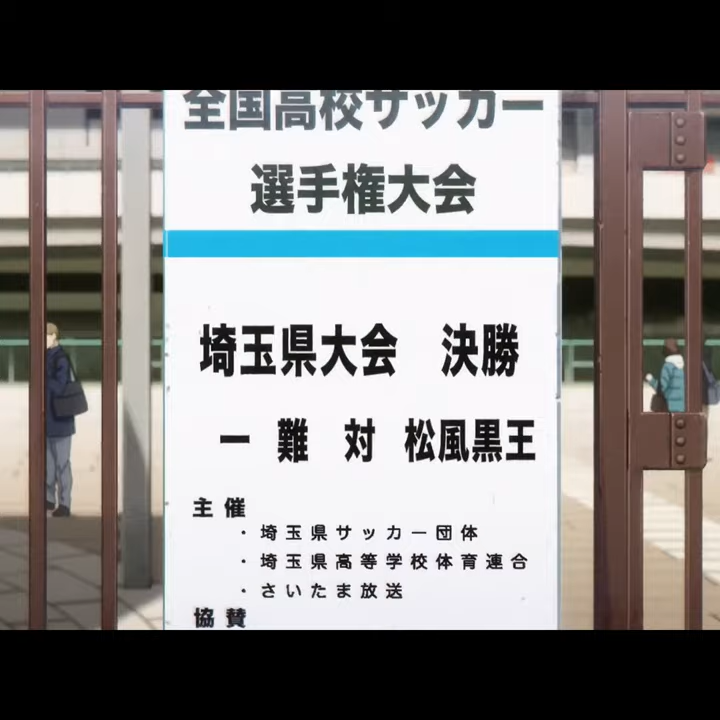 全国高校サッカー
選手権大会
埼玉県大会 決勝
一難 対 松風黒王
主催
・埼玉県サッカー団体
・埼玉県高等学校体育連合
・さいたま放送
協賛